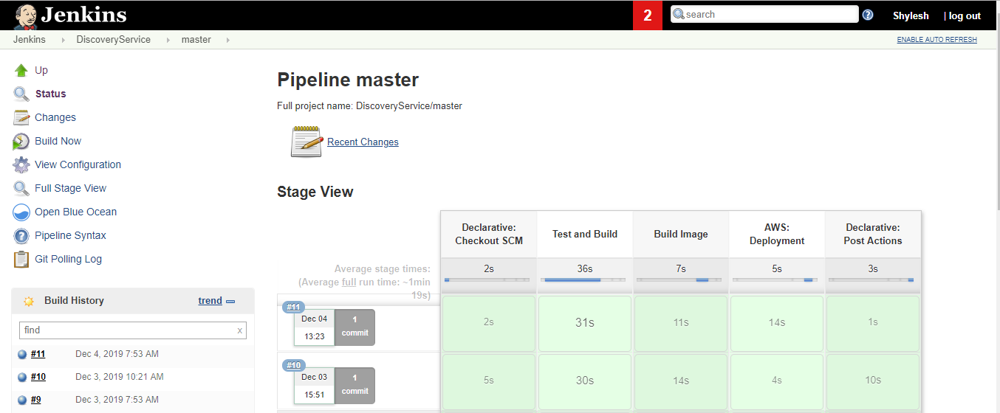 Jenkins
2
search
?
Shylesh
| log out
Jenkins
DiscoveryService
master
ENABLE AUTO REFRESH
Up
Status
Changes
Build Now
View Configuration
Full Stage View
Open Blue Ocean
?
Pipeline Syntax
Git Polling Log
Build History
trend
find
x
#11
Dec 4, 2019 7:53 AM
#10
Dec 3, 2019 10:21 AM
#9
Dec 3, 2019 7:53 AM
Pipeline master
Full project name: DiscoveryService/master
Recent Changes
Stage View
Declarative:
Checkout SCM
Test and Build
Build Image
AWS:
Deployment
Declarative:
Post Actions
Average stage times:
(Average full run time: ~1min
19s)
2s
36s
7s
5s
3s
#11
Dec 04
13:23
1
commit
2s
31s
11s
14s
1s
#10
Dec 03
15:51
1
commit
5s
30s
14s
4s
10s